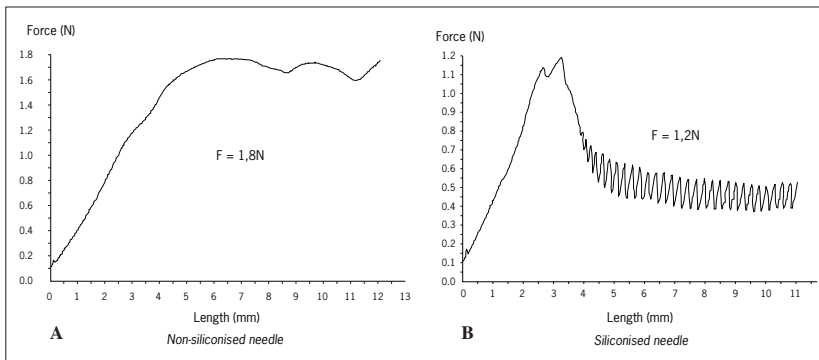 Force (N)
1.8
1.6
1.4
1.2
1.0
0.8
0.6
0.4
0.2
0.0
F = 1,8N
0 1 2 3 4 5 6 7 8 9 10 11 12 13
Length (mm)
A
Non-siliconised needle
Force (N)
1.2
1.1
1.0
0.9
0.8
0.7
0.6
0.5
0.4
0.3
0.2
0.1
0.0
F = 1,2N
0 1 2 3 4 5 6 7 8 9 10 11
Length (mm)
B
Siliconised needle